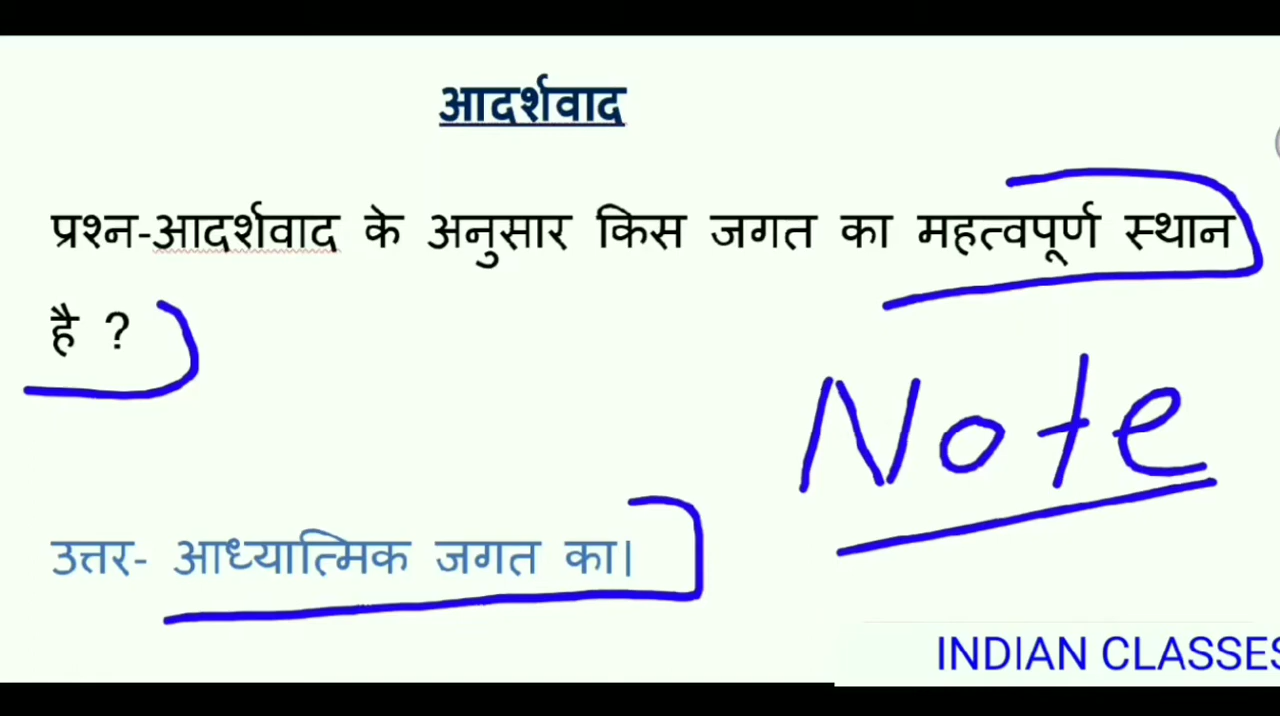 आदर्शवाद
प्रश्न-आदर्शवाद के अनुसार किस जगत का महत्वपूर्ण स्थान
है ?
Note
उत्तर- आध्यात्मिक जगत का।
INDIAN CLASSES